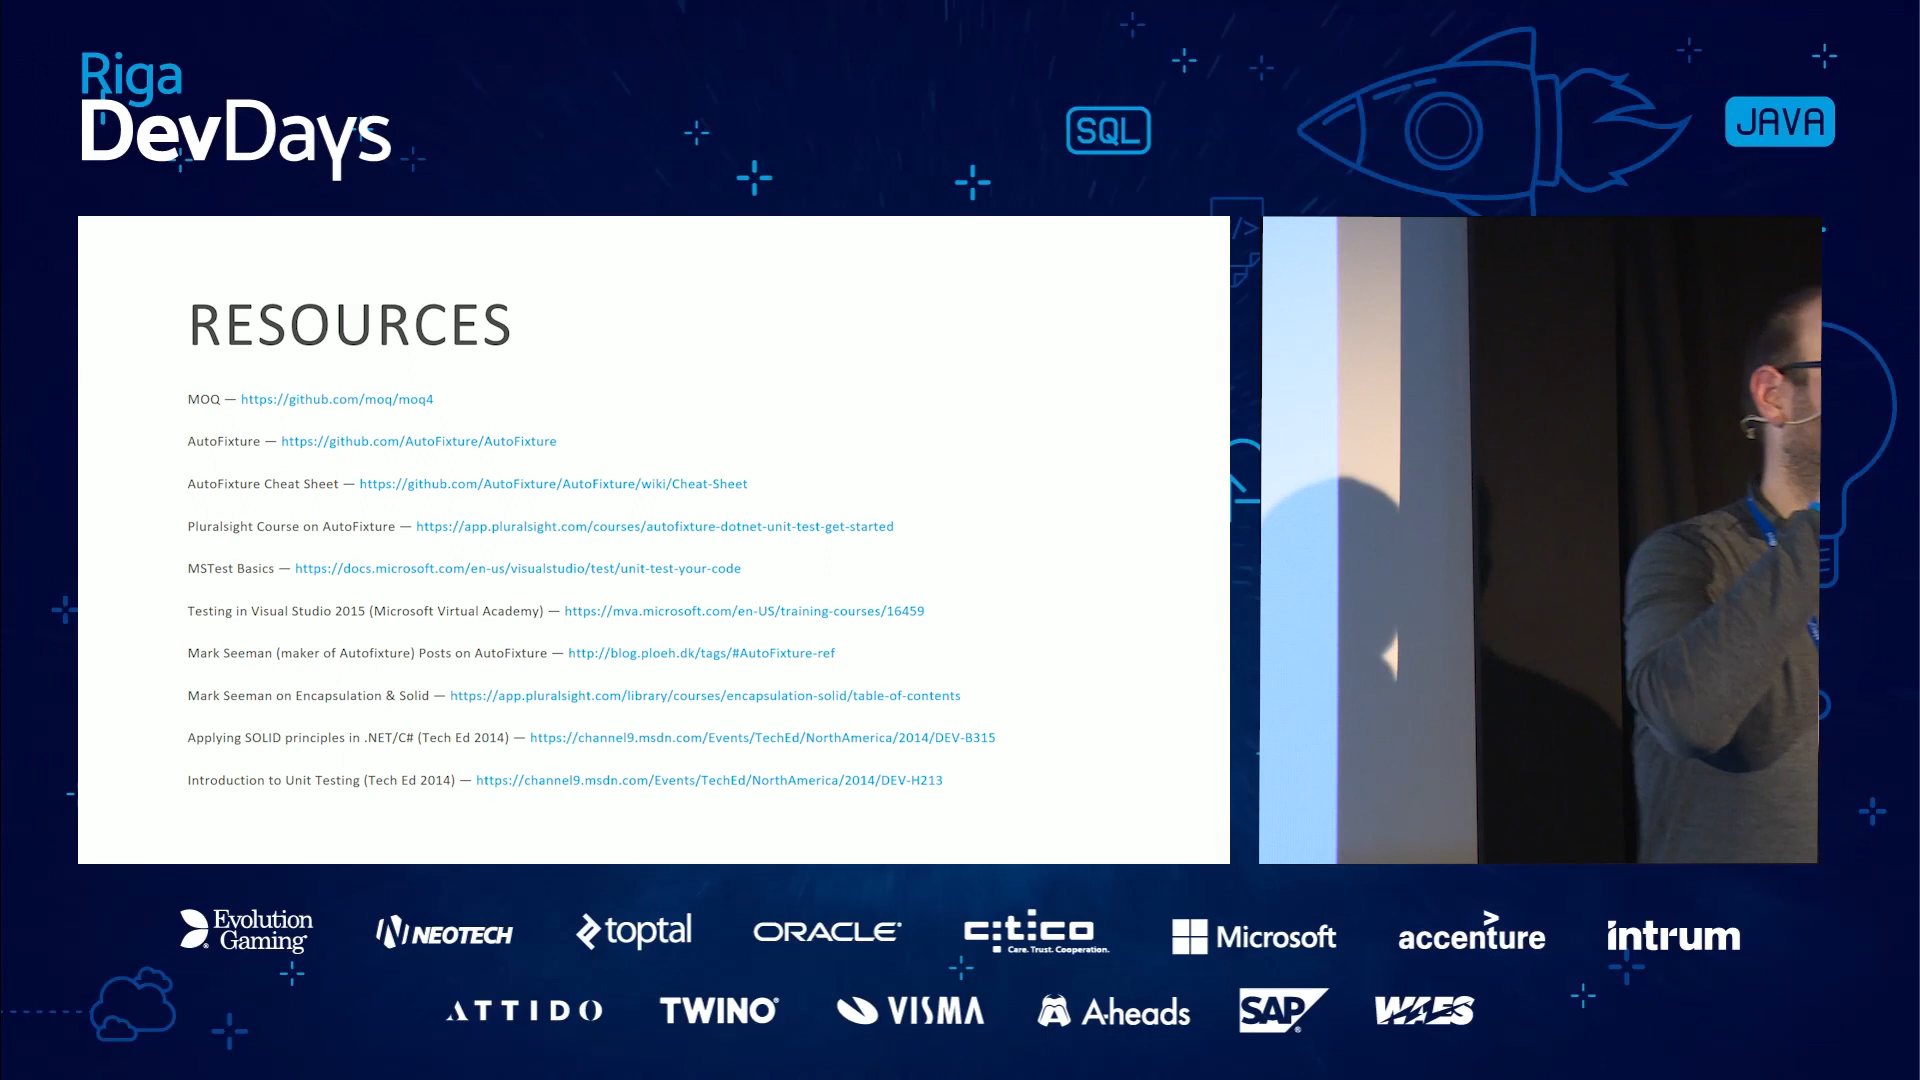 Riga
DevDays
SQL
JAVA
</>
RESOURCES
MOQ — https://github.com/moq/moq4
AutoFixture — https://github.com/AutoFixture/AutoFixture
AutoFixture Cheat Sheet — https://github.com/AutoFixture/AutoFixture/wiki/Cheat-Sheet
Pluralsight Course on AutoFixture — https://app.pluralsight.com/courses/autofixture-dotnet-unit-test-get-started
MSTest Basics — https://docs.microsoft.com/en-us/visualstudio/test/unit-test-your-code
Testing in Visual Studio 2015 (Microsoft Virtual Academy) — https://mva.microsoft.com/en-US/training-courses/16459
Mark Seeman (maker of Autofixture) Posts on AutoFixture — http://blog.ploeh.dk/tags/#AutoFixture-ref
Mark Seeman on Encapsulation & Solid — https://app.pluralsight.com/library/courses/encapsulation-solid/table-of-contents
Applying SOLID principles in .NET/C# (Tech Ed 2014) — https://channel9.msdn.com/Events/TechEd/NorthAmerica/2014/DEV-B315
Introduction to Unit Testing (Tech Ed 2014) — https://channel9.msdn.com/Events/TechEd/NorthAmerica/2014/DEV-H213
Evolution Gaming NEOTECH toptal ORACLE citico Care. Trust. Cooperation. Microsoft accenture intrum
ATTIDO TWINO VISMA A-heads SAP WAES